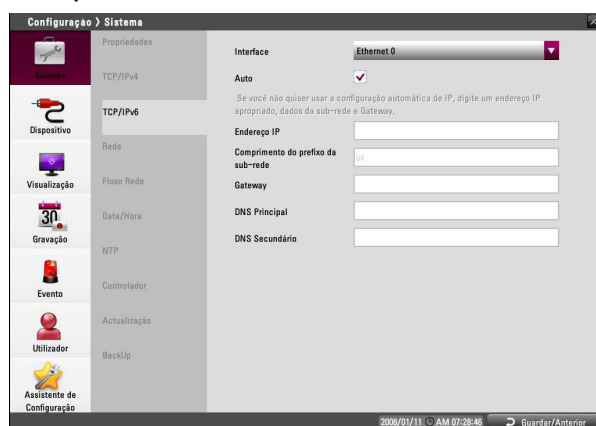 Configuração > Sistema
Sistema
Dispositivo
Visualização
30
Gravação
Evento
Utilizador
Assistente de
Configuração
Propriedades
TCP/IPv4
TCP/IPv6
Rede
Fluxo Rede
Data/Hora
NTP
Controlador
Actualização
BackUp
Interface
Ethernet 0
Auto
Se você não quiser usar a configuração automática de IP, digite um endereço IP
apropriado, dados da sub-rede e Gateway.
Endereço IP
Comprimento do prefixo da
sub-rede
64
Gateway
DNS Principal
DNS Secundário
2008/01/11 AM 07:28:46
Guardar/Anterior